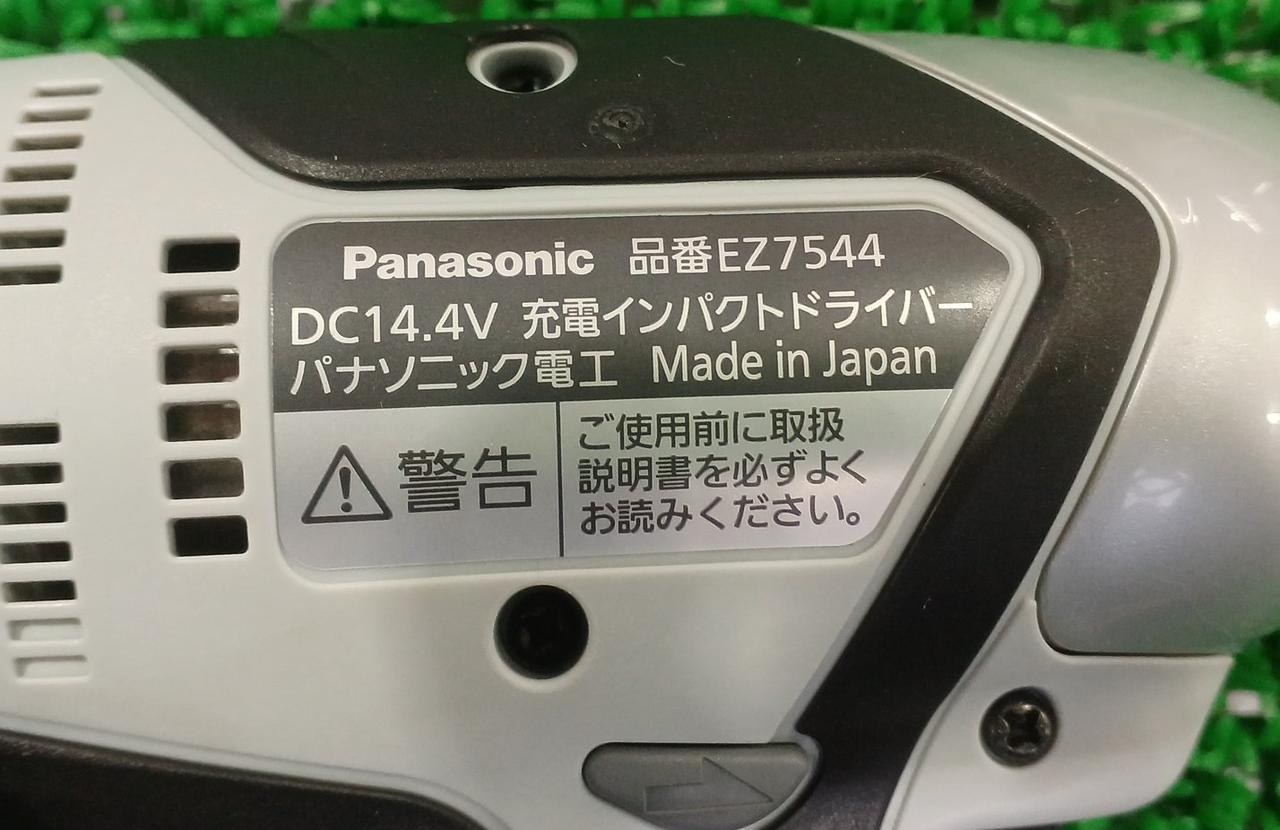 Panasonic 品番EZ7544
DC14.4V 充電インパクトドライバー
パナソニック電工 Made in Japan
警告
ご使用前に取扱
説明書を必ずよく
お読みください。